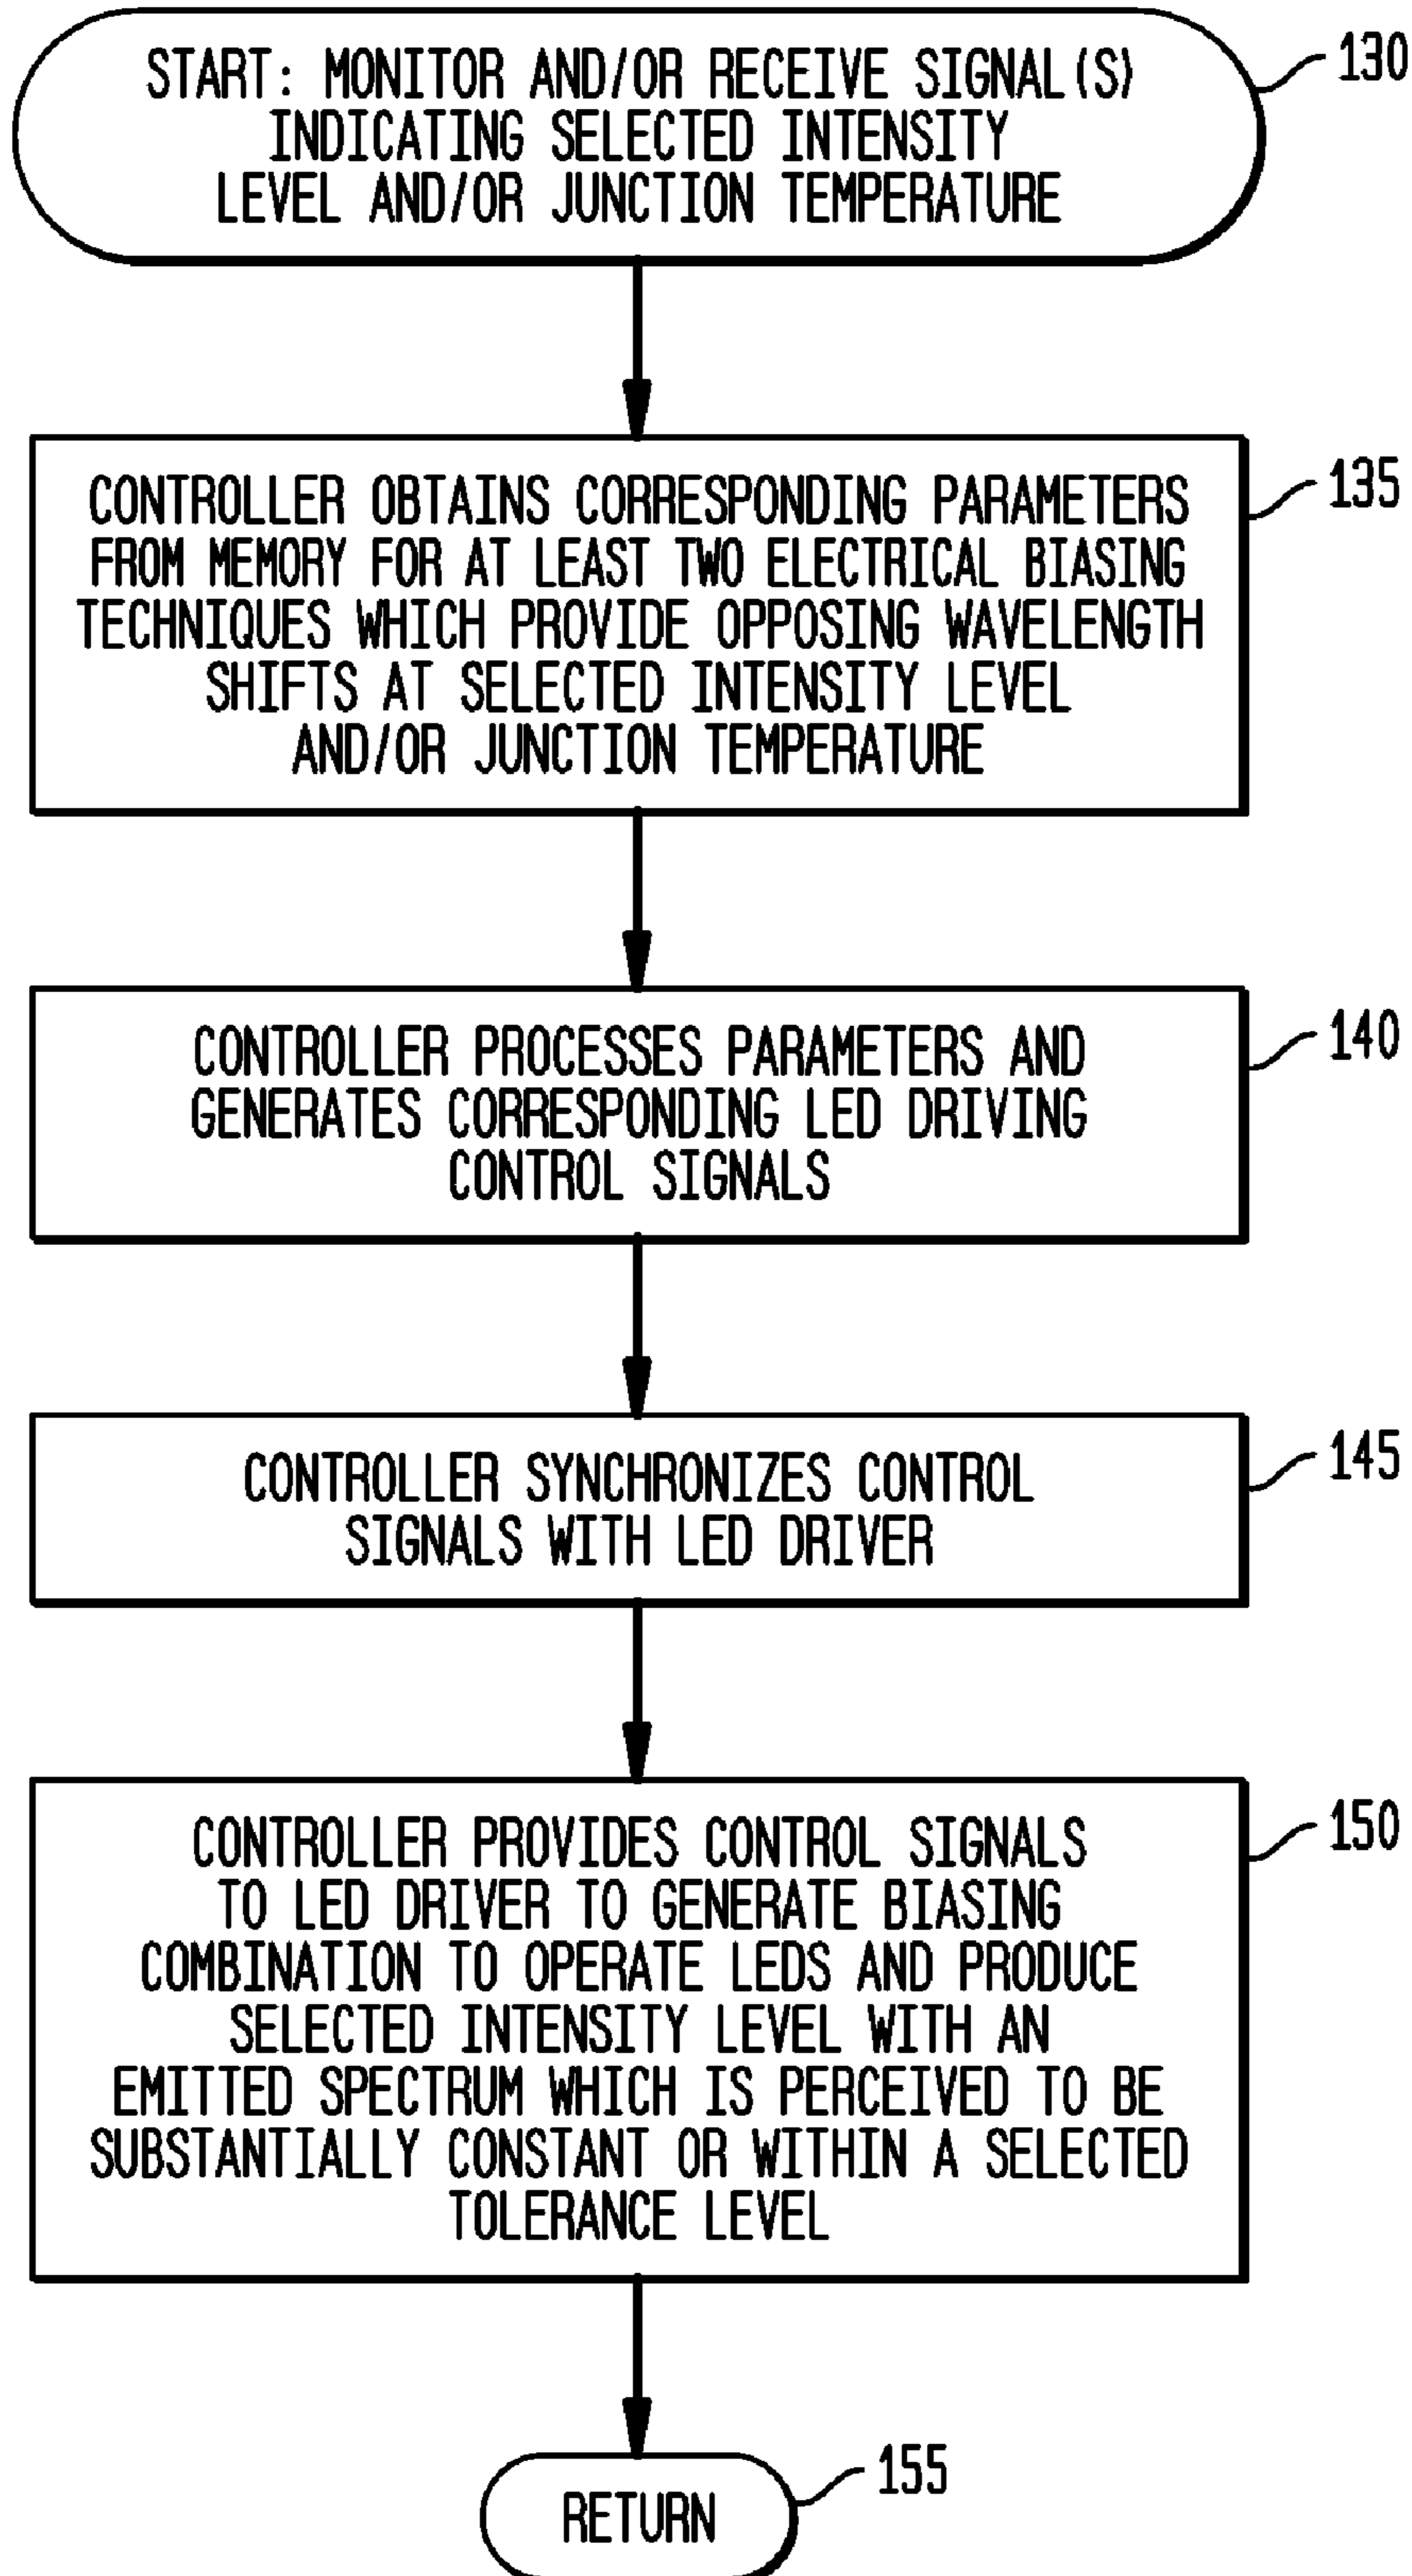 START: MONITOR AND/OR RECEIVE SIGNAL(S)
INDICATING SELECTED INTENSITY
LEVEL AND/OR JUNCTION TEMPERATURE
130
CONTROLLER OBTAINS CORRESPONDING PARAMETERS
FROM MEMORY FOR AT LEAST TWO ELECTRICAL BIASING
TECHNIQUES WHICH PROVIDE OPPOSING WAVELENGTH
SHIFTS AT SELECTED INTENSITY LEVEL
AND/OR JUNCTION TEMPERATURE
135
CONTROLLER PROCESSES PARAMETERS AND
GENERATES CORRESPONDING LED DRIVING
CONTROL SIGNALS
140
CONTROLLER SYNCHRONIZES CONTROL
SIGNALS WITH LED DRIVER
145
CONTROLLER PROVIDES CONTROL SIGNALS
TO LED DRIVER TO GENERATE BIASING
COMBINATION TO OPERATE LEDS AND PRODUCE
SELECTED INTENSITY LEVEL WITH AN
EMITTED SPECTRUM WHICH IS PERCEIVED TO BE
SUBSTANTIALLY CONSTANT OR WITHIN A SELECTED
TOLERANCE LEVEL
150
RETURN
155